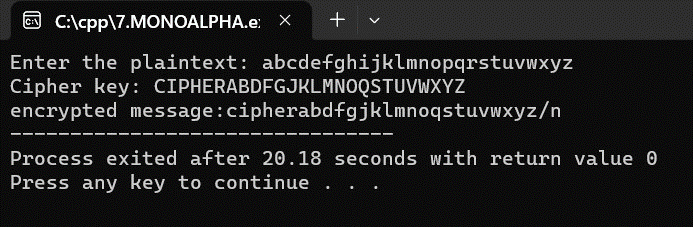 C:\cpp\7.MONOALPHA.ex
Enter the plaintext: abcdefghijklmnopqrstuvwxyz
Cipher key: CIPHERABDFGJKLMNOQSTUVWXYZ
encrypted message:cipherabdfgjklmnoqstuvwxyz/n
--------------------------------
Process exited after 20.18 seconds with return value 0
Press any key to continue . . .